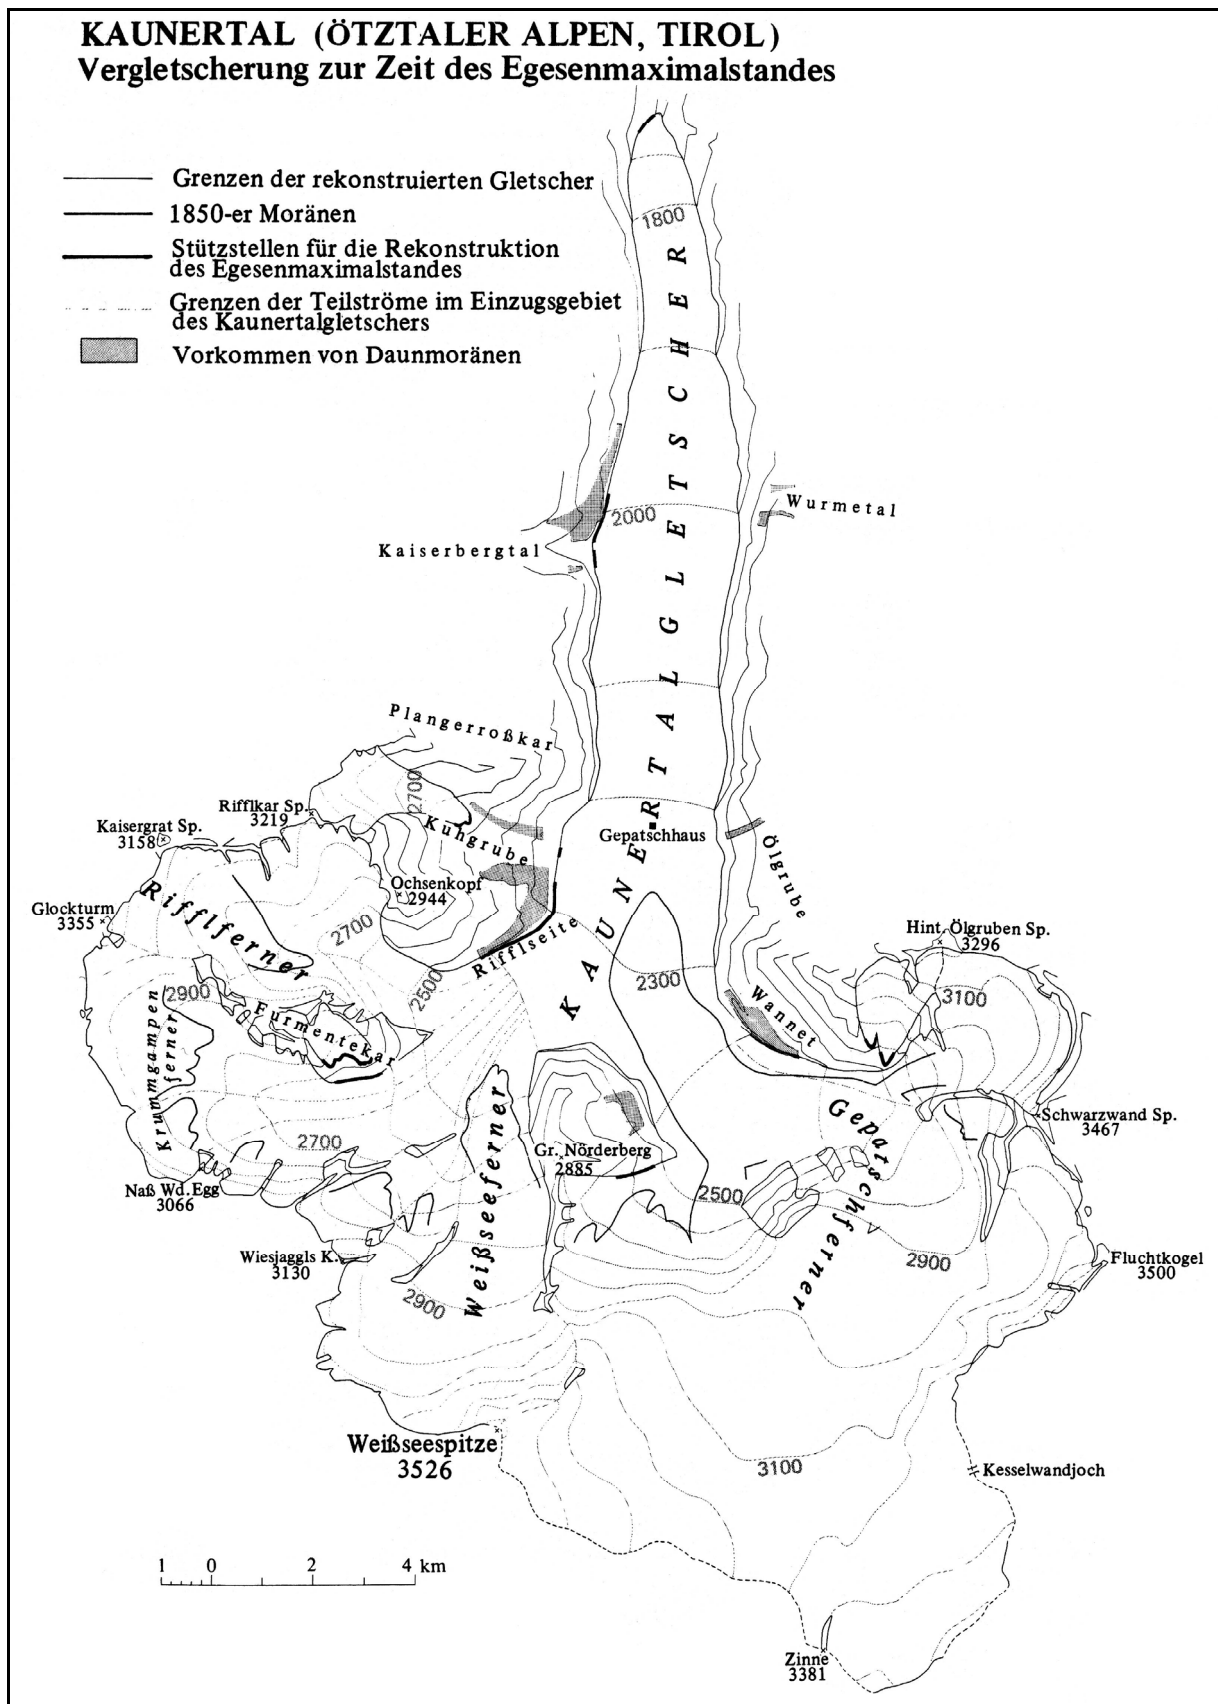 KAUNERTAL (ÖTZTALER ALPEN, TIROL)
Vergletscherung zur Zeit des Egesenmaximalstandes
Grenzen der rekonstruierten Gletscher
1850-er Moränen
Stützstellen für die Rekonstruktion
des Egesenmaximalstandes
Grenzen der Teilströme im Einzugsgebiet
des Kaunertalgletschers
Vorkommen von Daunmoränen
1800
KAUNERTALGLETSCHER
2000
Wurmetal
Kaiserbergtal
Plangerroßkar
2700
Rifflkar Sp.
3219
Kaisergrat Sp.
3158
Kuhgrube
Gepatschhaus
Ölgrube
Ochsenkopf
2944
Glockturm
3355
Rifflferner
2700
Rifflseite
Hint. Ölgruben Sp.
3296
2500
2300
2900
3100
Wannet
Furmentekar
Krummgampen
ferner
Gepatschferner
Schwarzwand Sp.
3467
2700
Gr. Nörderberg
2885
Weißseeferner
Naß Wd. Egg
3066
2500
Wiesjaggls K.
3130
2900
Fluchtkogel
3500
2900
Weißseespitze
3526
3100
Kesselwandjoch
1 0 2 4 km
Zinne
3381